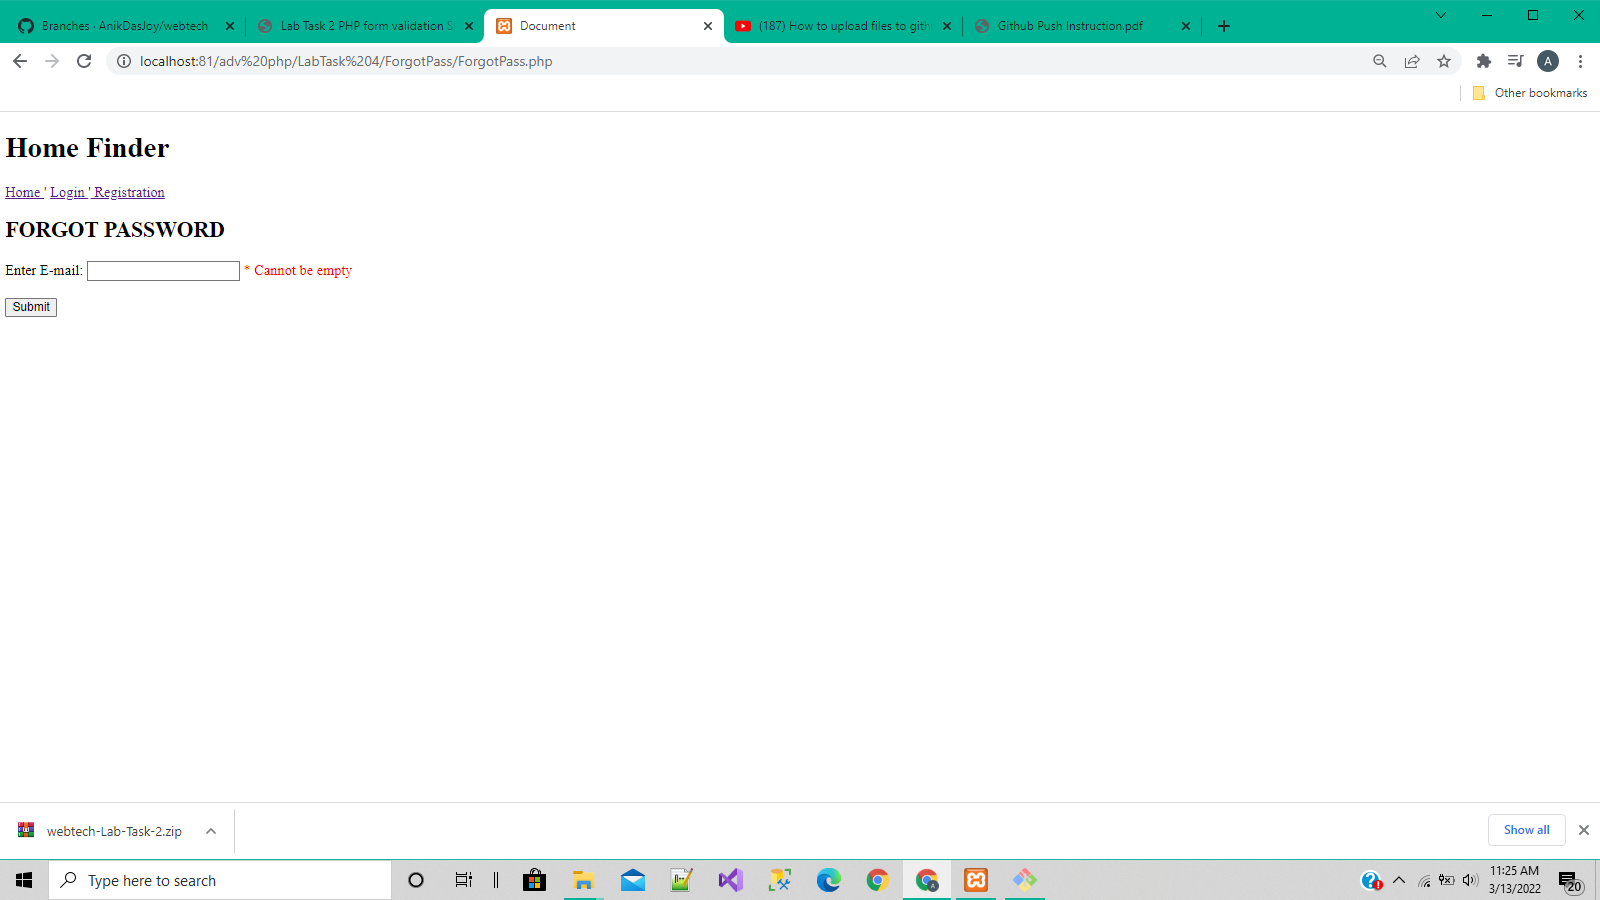 Branches · AnikDasJoy/webtech
Lab Task 2 PHP form validation
Document
(187) How to upload files to gith
Github Push Instruction.pdf
localhost:81/adv%20php/LabTask%204/ForgotPass/ForgotPass.php
A
Other bookmarks
Home Finder
Home ' Login ' Registration
FORGOT PASSWORD
Enter E-mail: * Cannot be empty
Submit
webtech-Lab-Task-2.zip
Show all
Type here to search
11:25 AM
3/13/2022
20